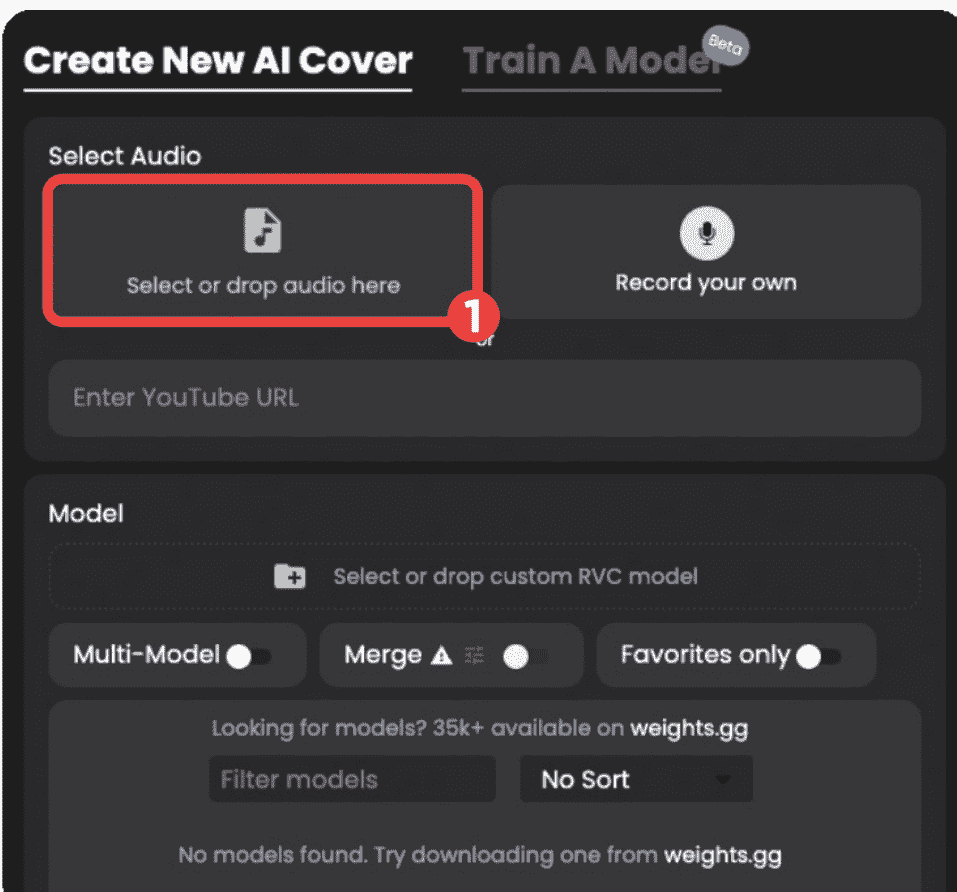 Create New AI Cover
Train A Model
Beta
Select Audio
Select or drop audio here
Record your own
1
or
Enter YouTube URL
Model
Select or drop custom RVC model
Multi-Model
Merge
Favorites only
Looking for models? 35k+ available on weights.gg
Filter models
No Sort
No models found. Try downloading one from weights.gg